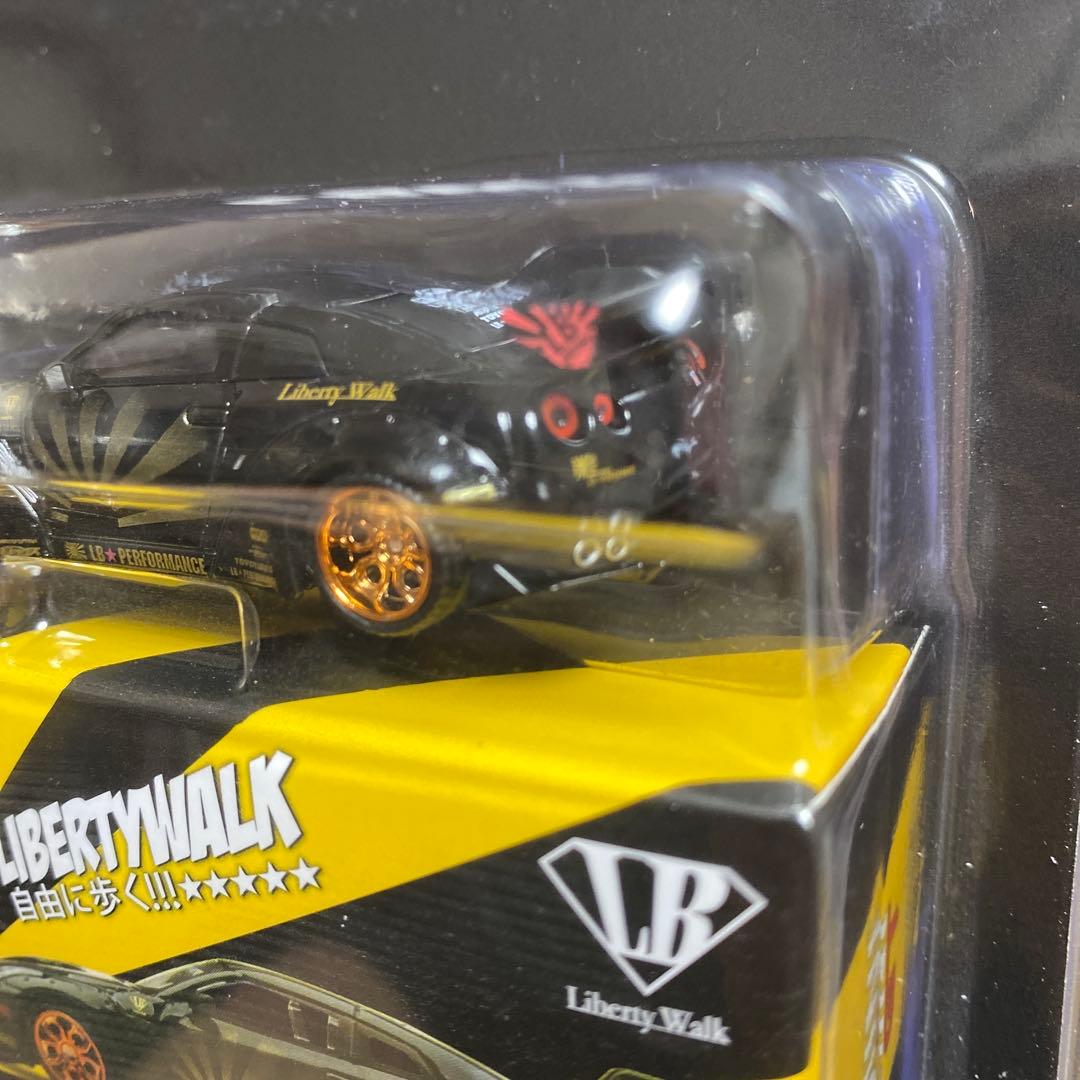 Liberty Walk
LB★PERFORMANCE
LIBERTYWALK
自由に歩く!!!★★★★★
LB
Liberty Walk